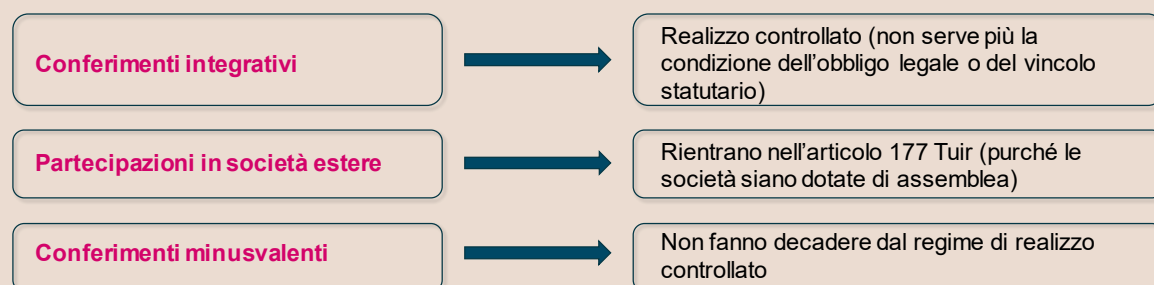 Conferimenti integrativi
Realizzo controllato (non serve più la
condizione dell'obbligo legale o del vincolo
statutario)
Partecipazioni in società estere
Rientrano nell'articolo 177 Tuir (purché le
società siano dotate di assemblea)
Conferimenti minusvalenti
Non fanno decadere dal regime di realizzo
controllato